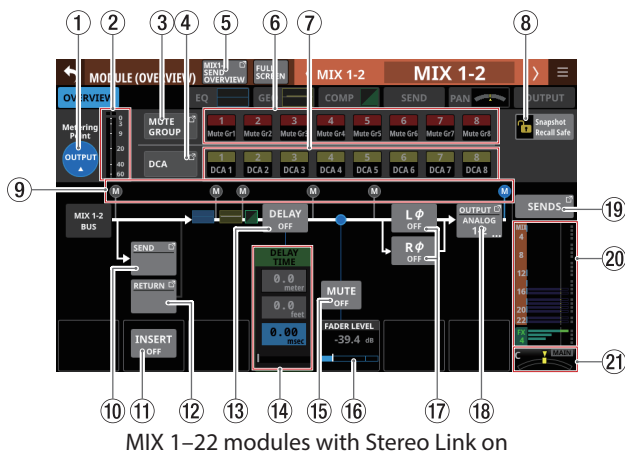 1 2 3 4 5 6 7 8
MODULE (OVERVIEW)
MIX1-2 SEND OVERVIEW
FULL SCREEN
MIX 1-2
MIX 1-2
OVERVIEW
EQ
GEQ
COMP
SEND
PAN
OUTPUT
Metering Point
OUTPUT
0
3
9
20
40
60
MUTE GROUP
DCA
1 2 3 4 5 6 7 8
Mute Gr1 Mute Gr2 Mute Gr3 Mute Gr4 Mute Gr5 Mute Gr6 Mute Gr7 Mute Gr8
1 2 3 4 5 6 7 8
DCA 1 DCA 2 DCA 3 DCA 4 DCA 5 DCA 6 DCA 7 DCA 8
Snapshot Recall Safe
9
M M M M M M
MIX 1-2 BUS
DELAY OFF
L Φ OFF
R Φ OFF
OUTPUT
ANALOG
SENDS
19
SEND
RETURN
INSERT OFF
DELAY TIME
0.0 meter
0.0 feet
0.00 msec
MUTE OFF
FADER LEVEL
-39.4 dB
MIX
4
8
12
16
20
22
FX
4
20
C MAIN
21
10 11 12 13 14 15 16 17 18
MIX 1–22 modules with Stereo Link on